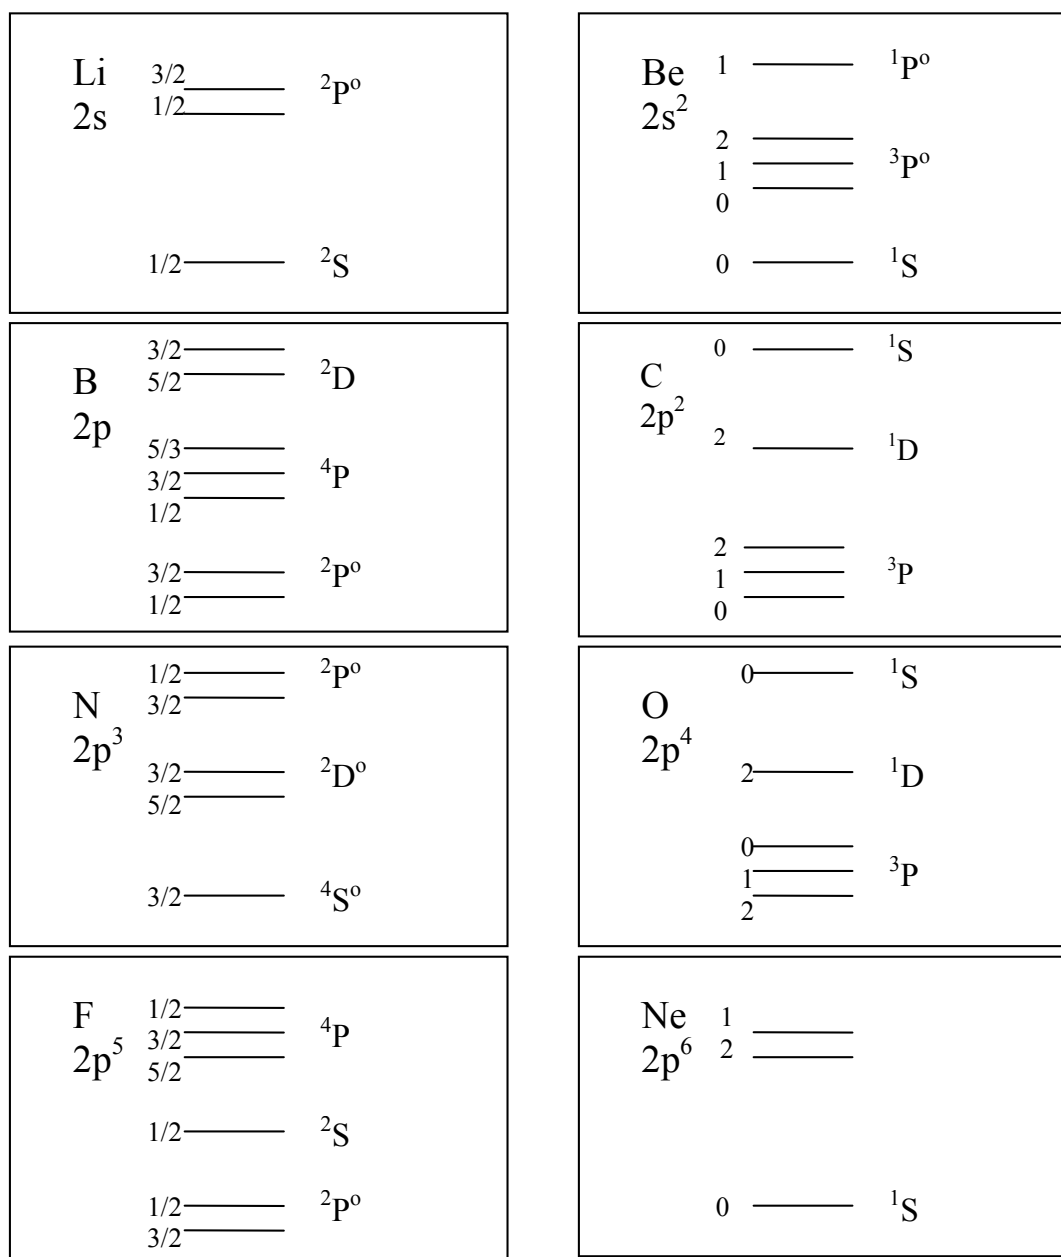 Li
2s
3/2
1/2
²Pᵒ
1/2
²S
Be
2s²
1
¹Pᵒ
2
1
0
³Pᵒ
0
¹S
B
2p
3/2
5/2
²D
5/3
3/2
1/2
⁴P
3/2
1/2
²Pᵒ
C
2p²
0
¹S
2
¹D
2
1
0
³P
N
2p³
1/2
3/2
²Pᵒ
3/2
5/2
²Dᵒ
3/2
⁴Sᵒ
O
2p⁴
0
¹S
2
¹D
0
1
2
³P
F
2p⁵
1/2
3/2
5/2
⁴P
1/2
²S
1/2
3/2
²Pᵒ
Ne
2p⁶
1
2
0
¹S